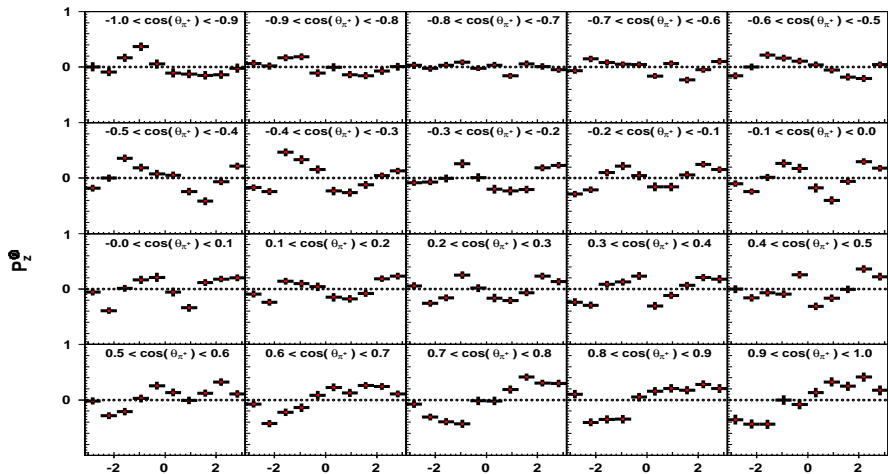 1 -1.0 < cos(θπ+) < -0.9 -0.9 < cos(θπ+) < -0.8 -0.8 < cos(θπ+) < -0.7 -0.7 < cos(θπ+) < -0.6 -0.6 < cos(θπ+) < -0.5
0
1 -0.5 < cos(θπ+) < -0.4 -0.4 < cos(θπ+) < -0.3 -0.3 < cos(θπ+) < -0.2 -0.2 < cos(θπ+) < -0.1 -0.1 < cos(θπ+) < 0.0
0
1 -0.0 < cos(θπ+) < 0.1 0.1 < cos(θπ+) < 0.2 0.2 < cos(θπ+) < 0.3 0.3 < cos(θπ+) < 0.4 0.4 < cos(θπ+) < 0.5
Pz@
0
1 0.5 < cos(θπ+) < 0.6 0.6 < cos(θπ+) < 0.7 0.7 < cos(θπ+) < 0.8 0.8 < cos(θπ+) < 0.9 0.9 < cos(θπ+) < 1.0
0
-2 0 2 -2 0 2 -2 0 2 -2 0 2 -2 0 2